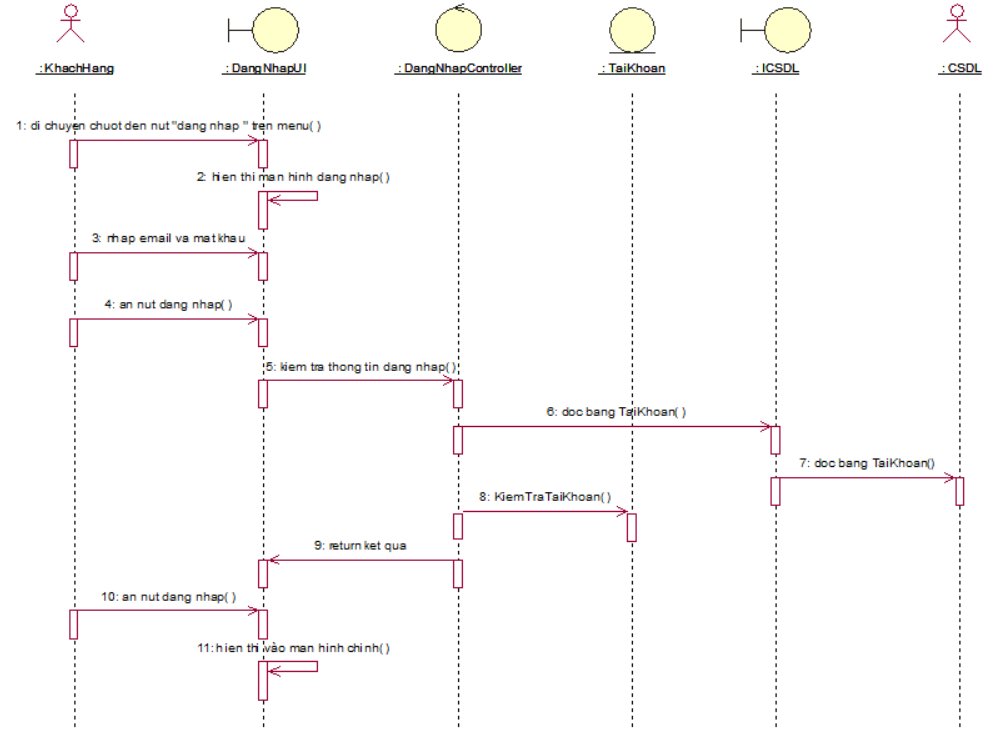 : KhachHang
: DangNhapUI
: DangNhapController
: TaiKhoan
: ICSDL
: CSDL
1: di chuyen chuot den nut "dang nhap " tren menu( )
2: hien thi man hinh dang nhap( )
3: nhap email va mat khau
4: an nut dang nhap( )
5: kiem tra thong tin dang nhap( )
6: doc bang TaiKhoan( )
7: doc bang TaiKhoan()
8: KiemTraTaiKhoan( )
9: return ket qua
10: an nut dang nhap( )
11: hien thi vào man hinh chinh( )